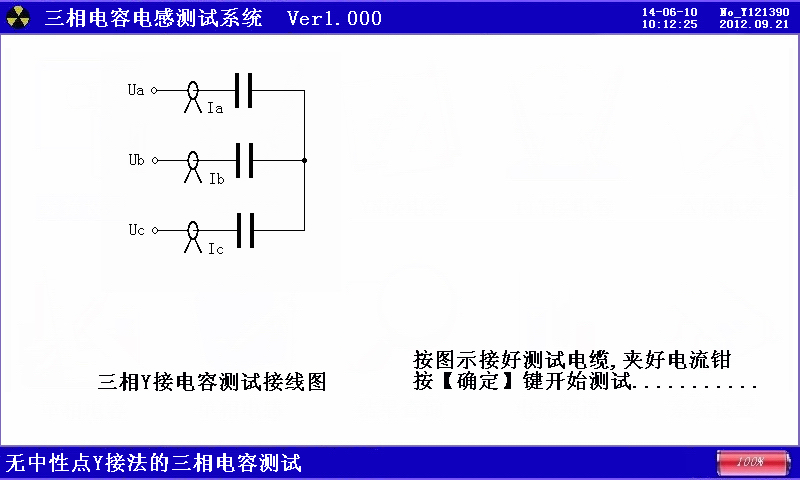 三相电容电感测试系统 Ver1.000
14-06-10 No_Y121390
10:12:25 2012.09.21
Ua
Ia
Ub
Ib
Uc
Ic
三相Y接电容测试接线图
按图示接好测试电缆,夹好电流钳
按【确定】键开始测试...........
无中性点Y接法的三相电容测试
100%